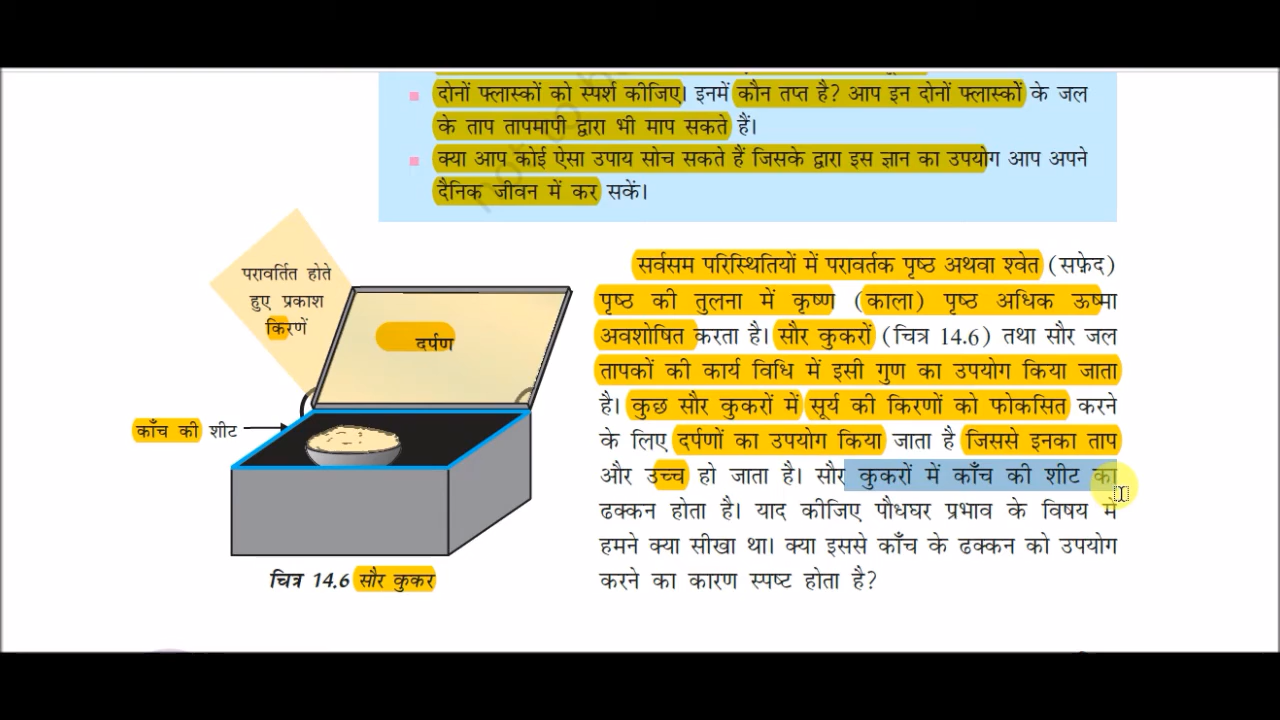 दोनों फ्लास्कों को स्पर्श कीजिए। इनमें कौन तप्त है? आप इन दोनों फ्लास्कों के जल
के ताप तापमापी द्वारा भी माप सकते हैं।
क्या आप कोई ऐसा उपाय सोच सकते हैं जिसके द्वारा इस ज्ञान का उपयोग आप अपने
दैनिक जीवन में कर सकें।
परावर्तित होते
हुए प्रकाश
किरणें
दर्पण
काँच की शीट
चित्र 14.6 सौर कुकर
सर्वसम परिस्थितियों में परावर्तक पृष्ठ अथवा श्वेत (सफ़ेद)
पृष्ठ की तुलना में कृष्ण (काला) पृष्ठ अधिक ऊष्मा
अवशोषित करता है। सौर कुकरों (चित्र 14.6) तथा सौर जल
तापकों की कार्य विधि में इसी गुण का उपयोग किया जाता
है। कुछ सौर कुकरों में सूर्य की किरणों को फोकसित करने
के लिए दर्पणों का उपयोग किया जाता है जिससे इनका ताप
और उच्च हो जाता है। सौर कुकरों में काँच की शीट का
ढक्कन होता है। याद कीजिए पौधघर प्रभाव के विषय में
हमने क्या सीखा था। क्या इससे काँच के ढक्कन को उपयोग
करने का कारण स्पष्ट होता है?